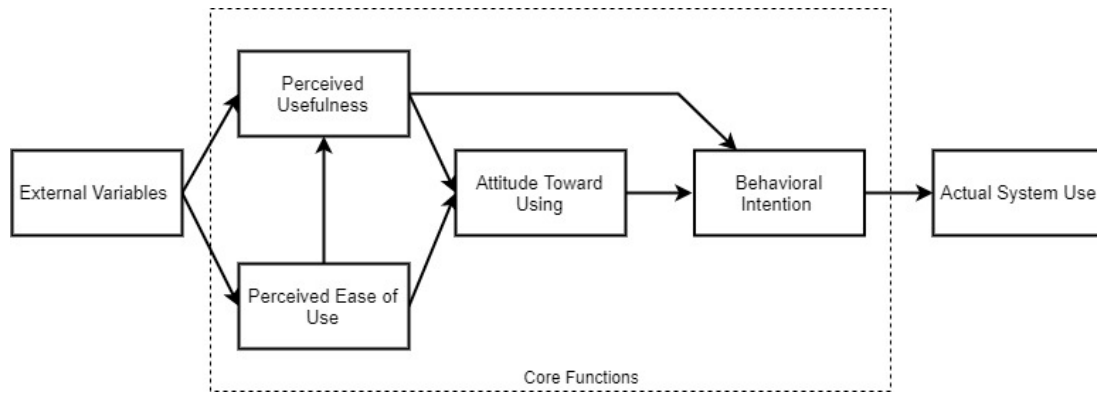 Perceived
Usefulness
External Variables
Attitude Toward
Using
Behavioral
Intention
Actual System Use
Perceived Ease of
Use
Core Functions